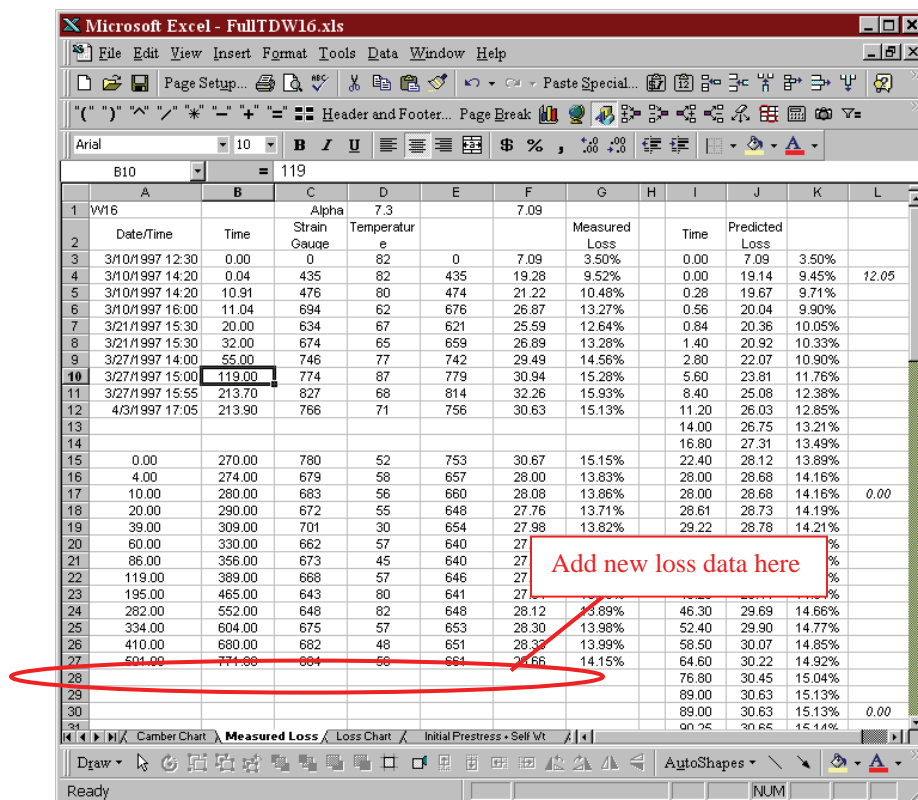 Microsoft Excel - FullTDW16.xls
File Edit View Insert Format Tools Data Window Help
Page Setup... Paste Special...
"(" ")" "^" "/" "*" "–" "+" "=" Header and Footer... Page Break
Arial 10 B I U $ % ,
B10 = 119
A B C D E F G H I J K L
1 W16 Alpha 7.3 7.09
2 Date/Time Time Strain Gauge Temperature Measured Loss Time Predicted Loss
3 3/10/1997 12:30 0.00 0 82 0 7.09 3.50% 0.00 7.09 3.50%
4 3/10/1997 14:20 0.04 435 82 435 19.28 9.52% 0.00 19.14 9.45% 12.05
5 3/10/1997 14:20 10.91 476 80 474 21.22 10.48% 0.28 19.67 9.71%
6 3/10/1997 16:00 11.04 694 62 676 26.87 13.27% 0.56 20.04 9.90%
7 3/21/1997 15:30 20.00 634 67 621 25.59 12.64% 0.84 20.36 10.05%
8 3/21/1997 15:30 32.00 674 65 659 26.89 13.28% 1.40 20.92 10.33%
9 3/27/1997 14:00 55.00 746 77 742 29.49 14.56% 2.80 22.07 10.90%
10 3/27/1997 15:00 119.00 774 87 779 30.94 15.28% 5.60 23.81 11.76%
11 3/27/1997 15:55 213.70 827 68 814 32.26 15.93% 8.40 25.08 12.38%
12 4/3/1997 17:05 213.90 766 71 756 30.63 15.13% 11.20 26.03 12.85%
13 14.00 26.75 13.21%
14 16.80 27.31 13.49%
15 0.00 270.00 780 52 753 30.67 15.15% 22.40 28.12 13.89%
16 4.00 274.00 679 58 657 28.00 13.83% 28.00 28.68 14.16%
17 10.00 280.00 683 56 660 28.08 13.86% 28.00 28.68 14.16% 0.00
18 20.00 290.00 672 55 648 27.76 13.71% 28.61 28.73 14.19%
19 39.00 309.00 701 30 654 27.98 13.82% 29.22 28.78 14.21%
20 60.00 330.00 662 57 640 27 %
21 86.00 356.00 673 45 640 27 %
Add new loss data here
22 119.00 389.00 668 57 646 27 %
23 195.00 465.00 643 80 641
24 282.00 552.00 648 82 648 28.12 13.89% 46.30 29.69 14.66%
25 334.00 604.00 675 57 653 28.30 13.98% 52.40 29.90 14.77%
26 410.00 680.00 682 48 651 28.33 13.99% 58.50 30.07 14.85%
27 501.00 771.00 661 14.15% 64.60 30.22 14.92%
28 76.80 30.45 15.04%
29 89.00 30.63 15.13%
30 89.00 30.63 15.13% 0.00
31 90.25 30.65 15.14%
Camber Chart Measured Loss Loss Chart Initial Prestress + Self Wt
Draw AutoShapes A
Ready NUM